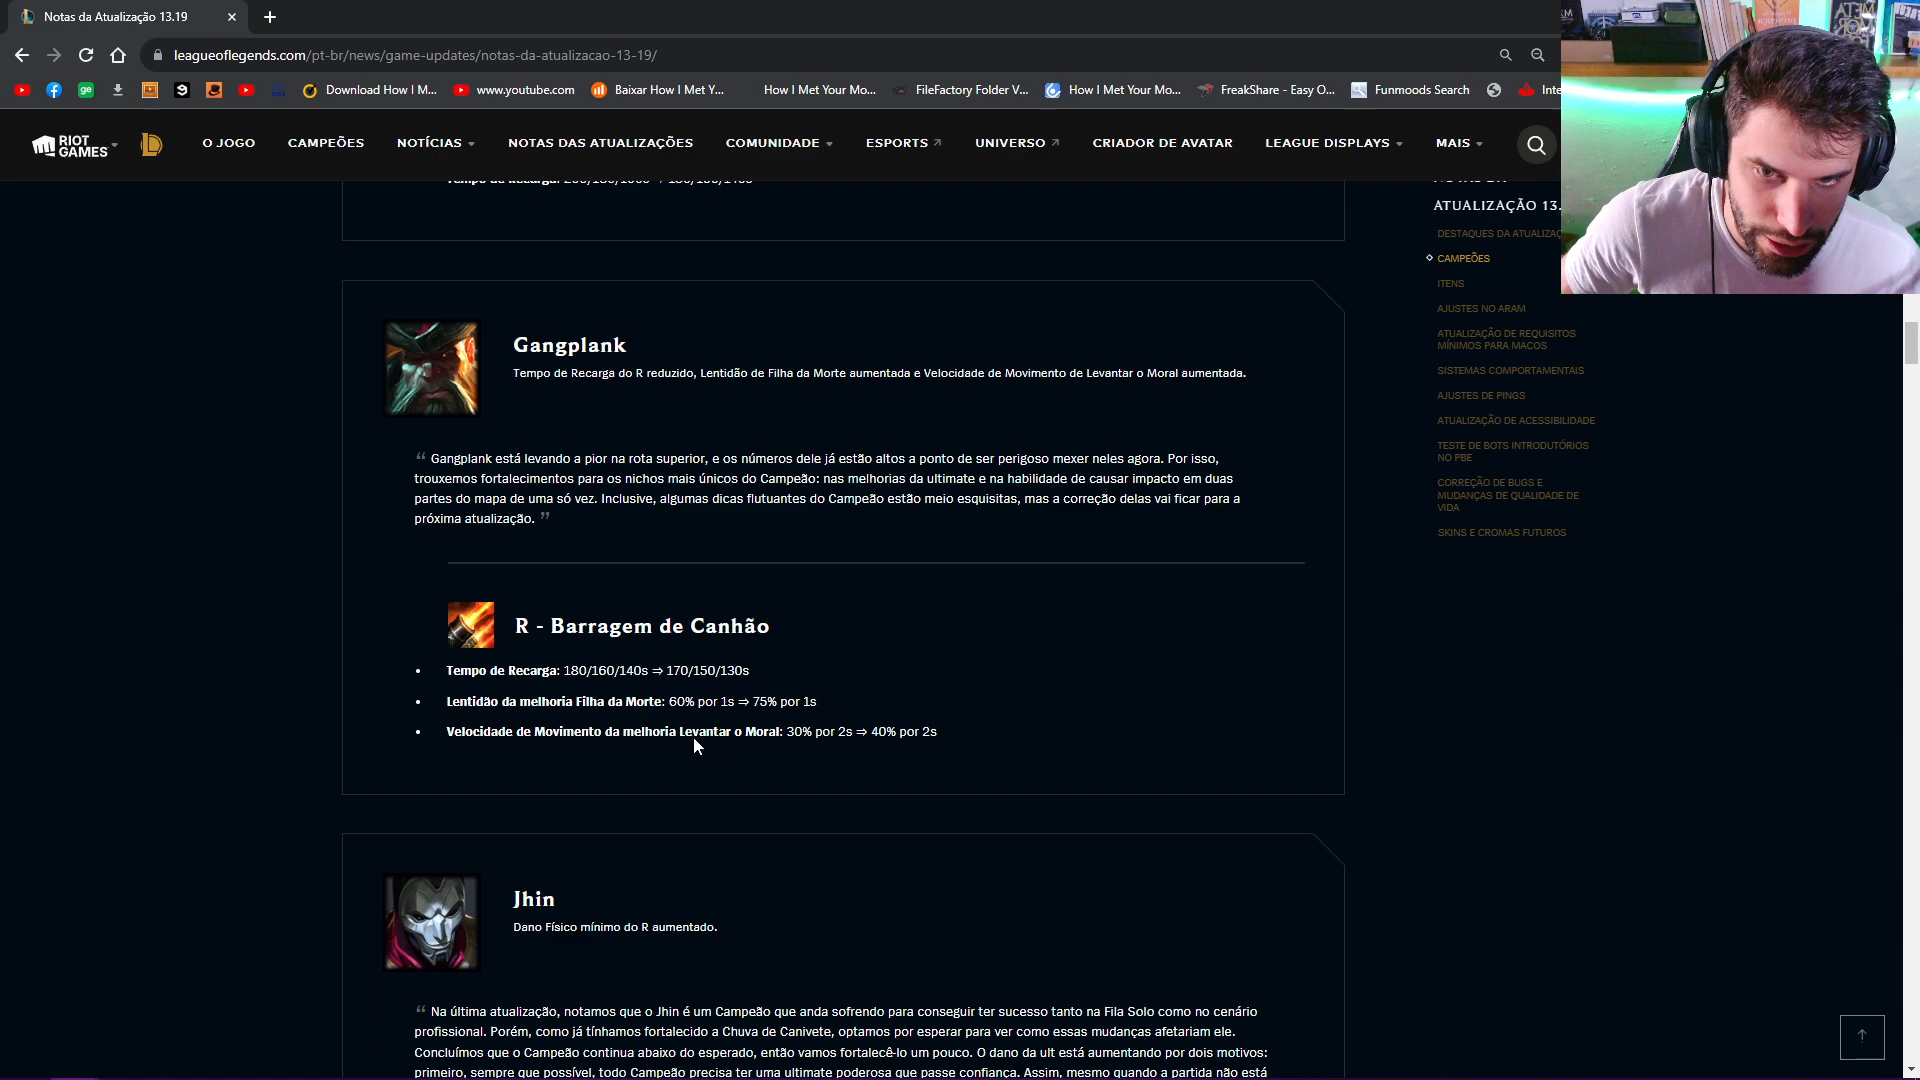 Notas da Atualização 13.19
leagueoflegends.com/pt-br/news/game-updates/notas-da-atualizacao-13-19/
Download How I M...
www.youtube.com
Baixar How I Met Y...
How I Met Your Mo...
FileFactory Folder V...
How I Met Your Mo...
FreakShare - Easy O...
Funmoods Search
Inte
RIOT GAMES
O JOGO
CAMPEÕES
NOTÍCIAS
NOTAS DAS ATUALIZAÇÕES
COMUNIDADE
ESPORTS
UNIVERSO
CRIADOR DE AVATAR
LEAGUE DISPLAYS
MAIS
ATUALIZAÇÃO 13.
DESTAQUES DA ATUALIZAÇ
CAMPEÕES
ITENS
AJUSTES NO ARAM
ATUALIZAÇÃO DE REQUISITOS
MÍNIMOS PARA MACOS
SISTEMAS COMPORTAMENTAIS
AJUSTES DE PINGS
ATUALIZAÇÃO DE ACESSIBILIDADE
TESTE DE BOTS INTRODUTÓRIOS
NO PBE
CORREÇÃO DE BUGS E
MUDANÇAS DE QUALIDADE DE
VIDA
SKINS E CROMAS FUTUROS
Gangplank
Tempo de Recarga do R reduzido, Lentidão de Filha da Morte aumentada e Velocidade de Movimento de Levantar o Moral aumentada.
“ Gangplank está levando a pior na rota superior, e os números dele já estão altos a ponto de ser perigoso mexer neles agora. Por isso,
trouxemos fortalecimentos para os nichos mais únicos do Campeão: nas melhorias da ultimate e na habilidade de causar impacto em duas
partes do mapa de uma só vez. Inclusive, algumas dicas flutuantes do Campeão estão meio esquisitas, mas a correção delas vai ficar para a
próxima atualização. ”
R - Barragem de Canhão
• Tempo de Recarga: 180/160/140s ⇒ 170/150/130s
• Lentidão da melhoria Filha da Morte: 60% por 1s ⇒ 75% por 1s
• Velocidade de Movimento da melhoria Levantar o Moral: 30% por 2s ⇒ 40% por 2s
Jhin
Dano Físico mínimo do R aumentado.
“ Na última atualização, notamos que o Jhin é um Campeão que anda sofrendo para conseguir ter sucesso tanto na Fila Solo como no cenário
profissional. Porém, como já tínhamos fortalecido a Chuva de Canivete, optamos por esperar para ver como essas mudanças afetariam ele.
Concluímos que o Campeão continua abaixo do esperado, então vamos fortalecê-lo um pouco. O dano da ult está aumentando por dois motivos:
primeiro, sempre que possível, todo Campeão precisa ter uma ultimate poderosa que passe confiança. Assim, mesmo quando a partida não está